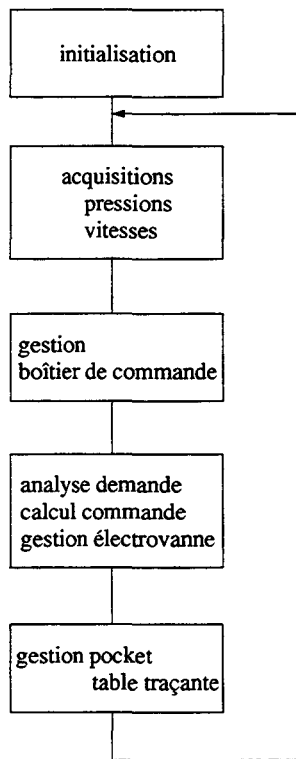 initialisation
acquisitions
pressions
vitesses
gestion
boîtier de commande
analyse demande
calcul commande
gestion électrovanne
gestion pocket
table traçante